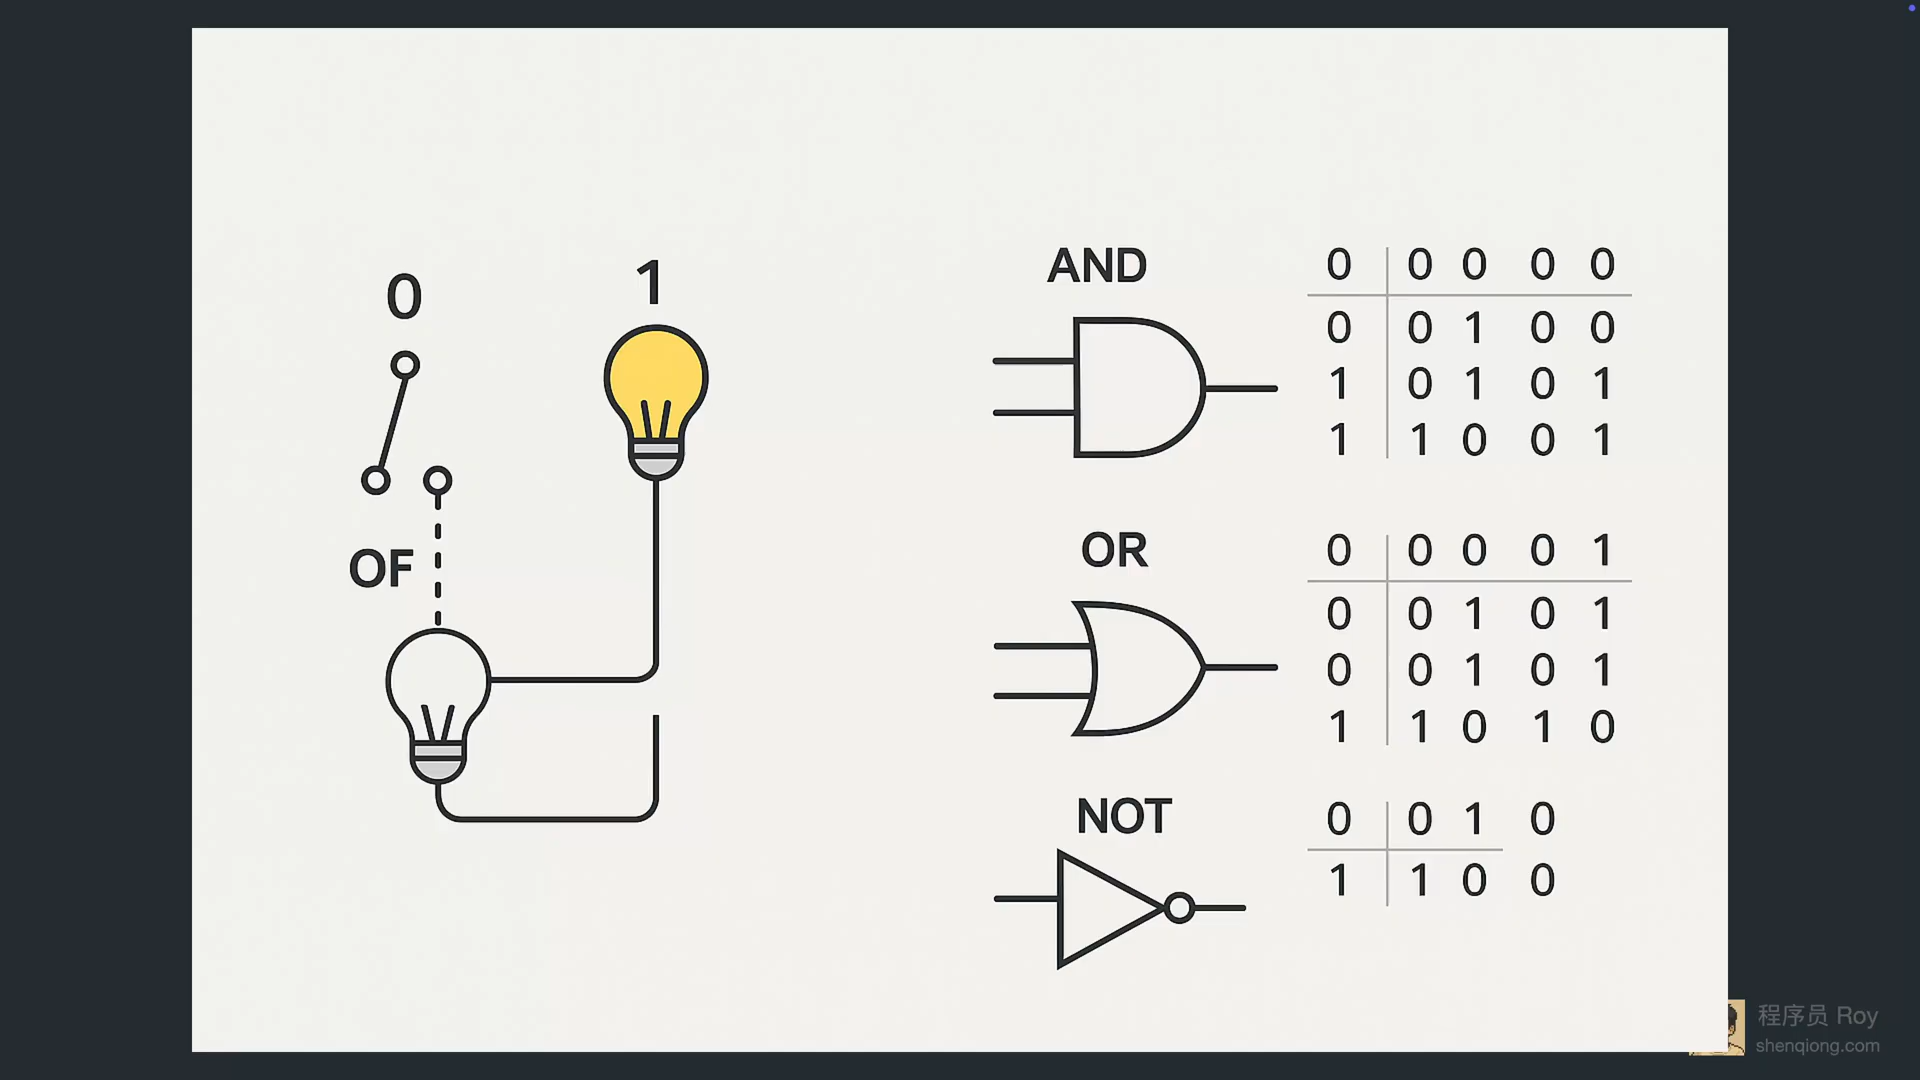 0
1
OF
AND
0 0 0 0 0
0 0 1 0 0
1 0 1 0 1
1 1 0 0 1
OR
0 0 0 0 1
0 0 1 0 1
0 0 1 0 1
1 1 0 1 0
NOT
0 0 1 0
1 1 0 0
程序员 Roy
shenqiong.com